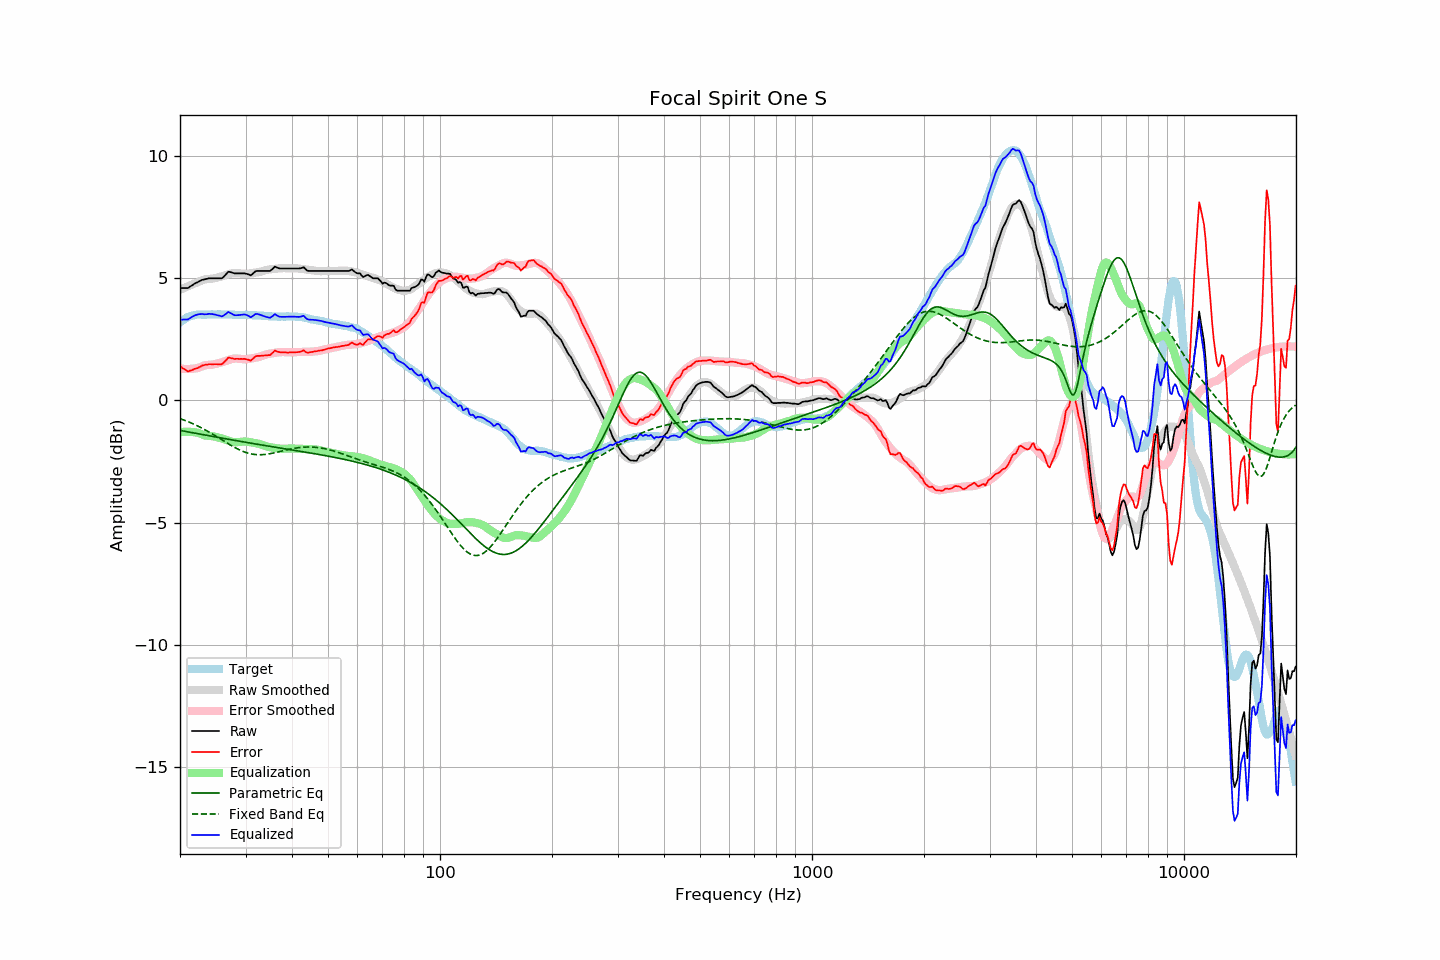 Focal Spirit One S
Amplitude (dBr)
10
5
0
−5
−10
−15
Target
Raw Smoothed
Error Smoothed
Raw
Error
Equalization
Parametric Eq
Fixed Band Eq
Equalized
100
1000
10000
Frequency (Hz)